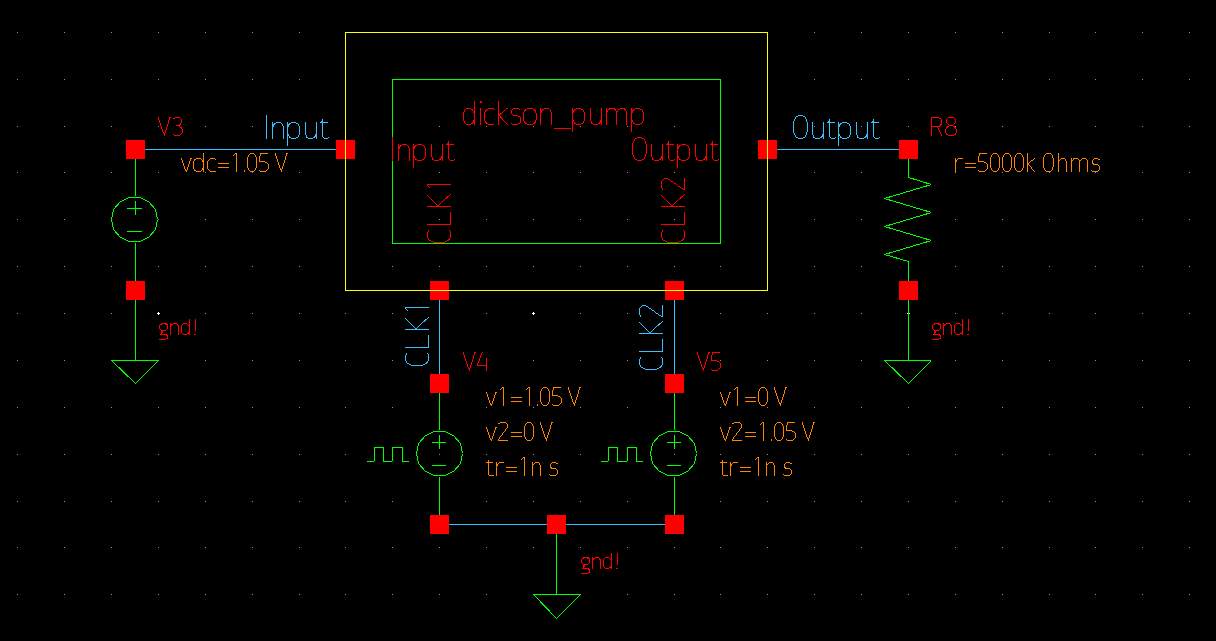 V3
Input
vdc=1.05 V
gnd!
dickson_pump
Input
Output
CLK1
CLK2
Output
R8
r=5000k Ohms
gnd!
CLK1
V4
v1=1.05 V
v2=0 V
tr=1n s
CLK2
V5
v1=0 V
v2=1.05 V
tr=1n s
gnd!